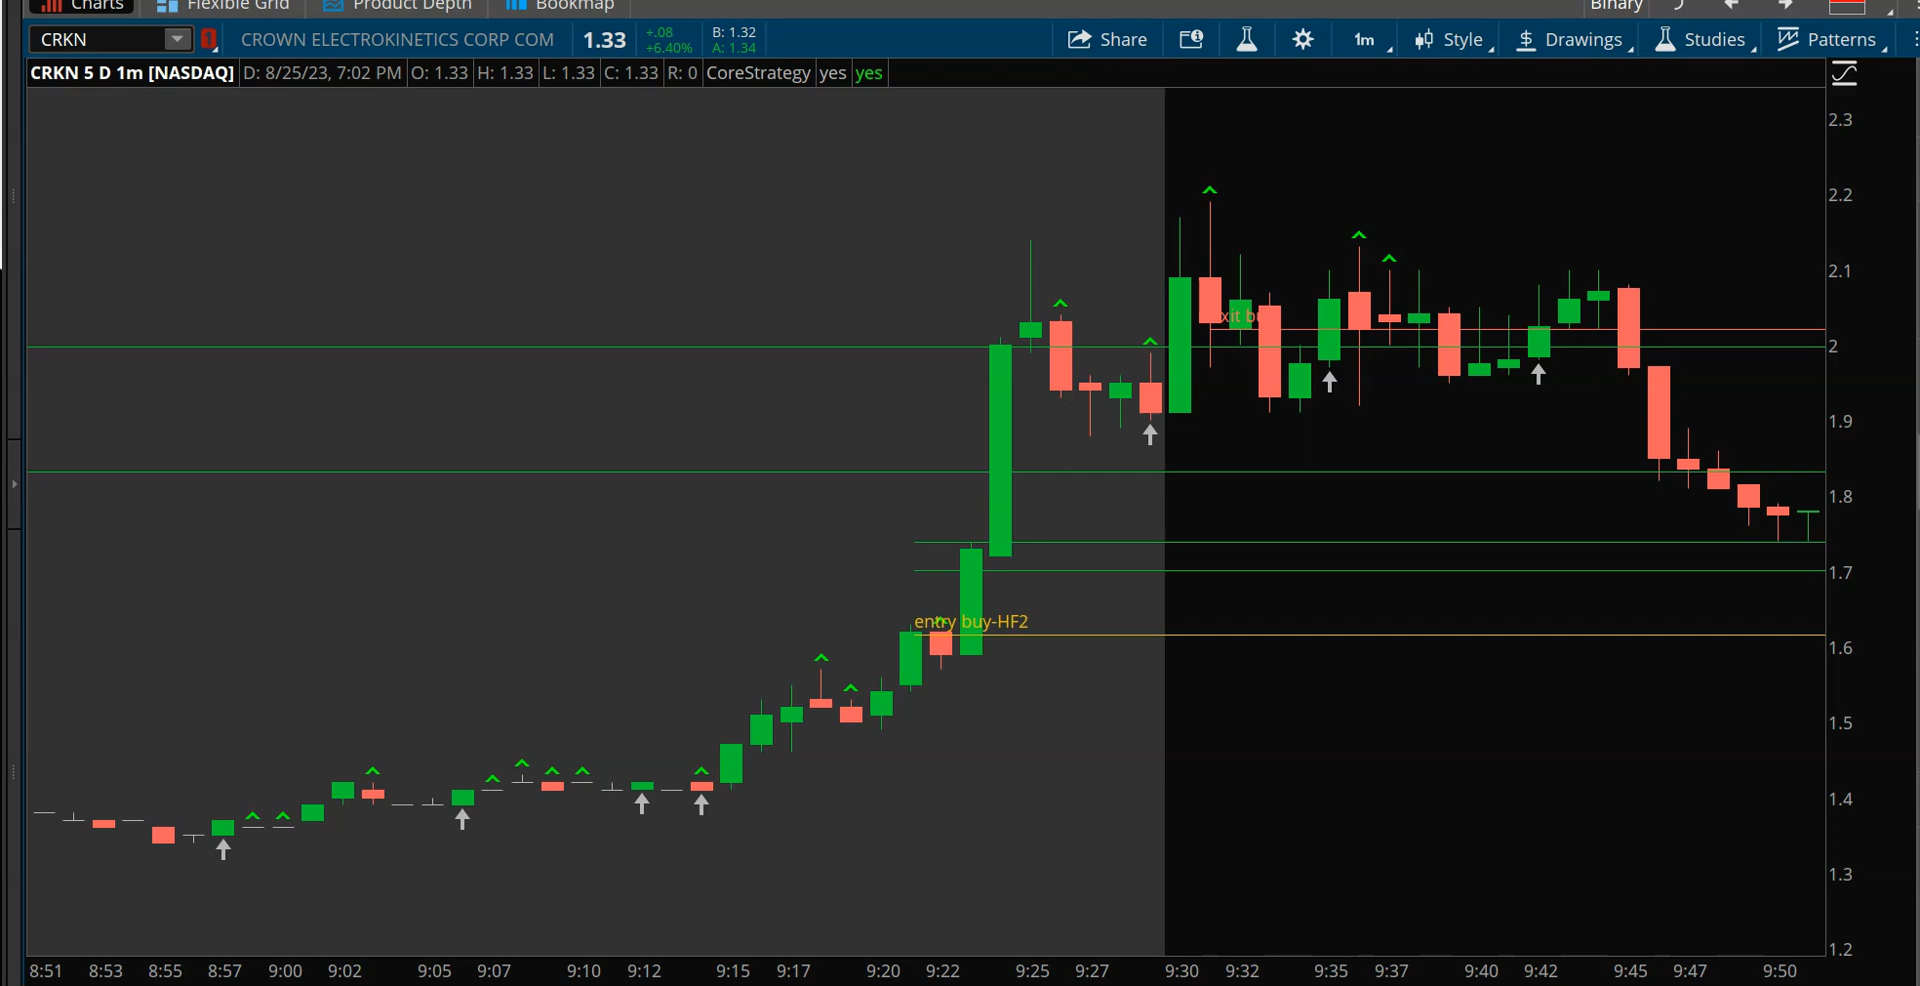 Charts Flexible Grid Product Depth Bookmap Binary
CRKN 1 CROWN ELECTROKINETICS CORP COM 1.33 +.08 +6.40% B: 1.32 A: 1.34 Share 1m Style Drawings Studies Patterns
CRKN 5 D 1m [NASDAQ] D: 8/25/23, 7:02 PM O: 1.33 H: 1.33 L: 1.33 C: 1.33 R: 0 CoreStrategy yes yes
2.3
2.2
2.1
2
1.9
1.8
1.7
entry buy-HF2
1.6
1.5
1.4
1.3
1.2
8:51 8:53 8:55 8:57 9:00 9:02 9:05 9:07 9:10 9:12 9:15 9:17 9:20 9:22 9:25 9:27 9:30 9:32 9:35 9:37 9:40 9:42 9:45 9:47 9:50